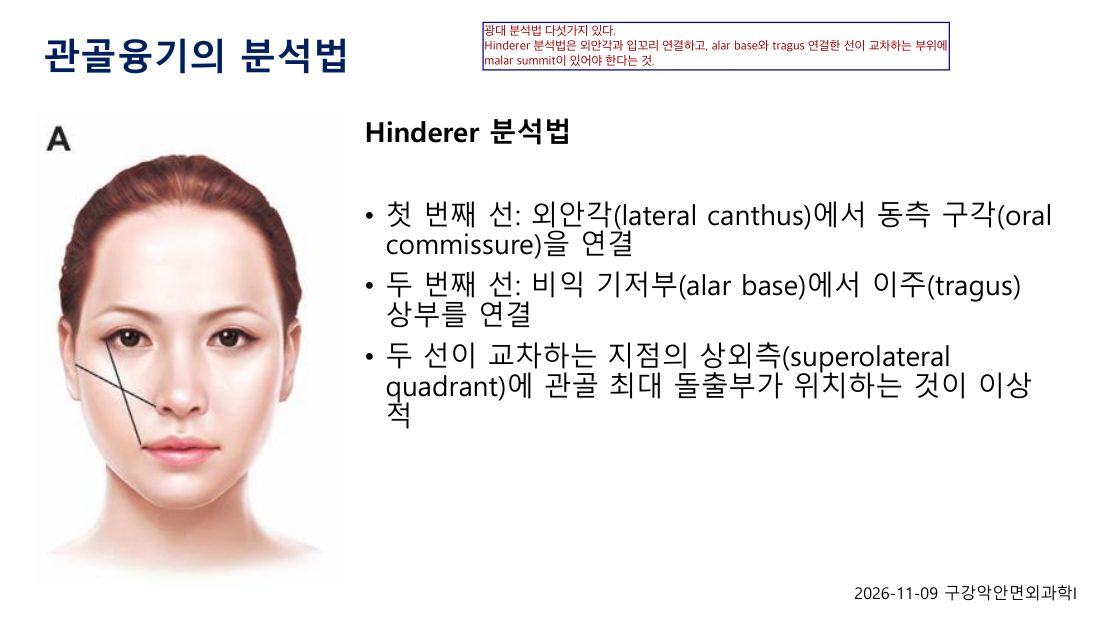 관골융기의 분석법
광대 분석법 다섯가지 있다.
Hinderer 분석법은 외안각과 입꼬리 연결하고, alar base와 tragus 연결한 선이 교차하는 부위에
malar summit이 있어야 한다는 것.
A
Hinderer 분석법
• 첫 번째 선: 외안각(lateral canthus)에서 동측 구각(oral
commissure)을 연결
• 두 번째 선: 비익 기저부(alar base)에서 이주(tragus)
상부를 연결
• 두 선이 교차하는 지점의 상외측(superolateral
quadrant)에 관골 최대 돌출부가 위치하는 것이 이상
적
2026-11-09 구강악안면외과학I